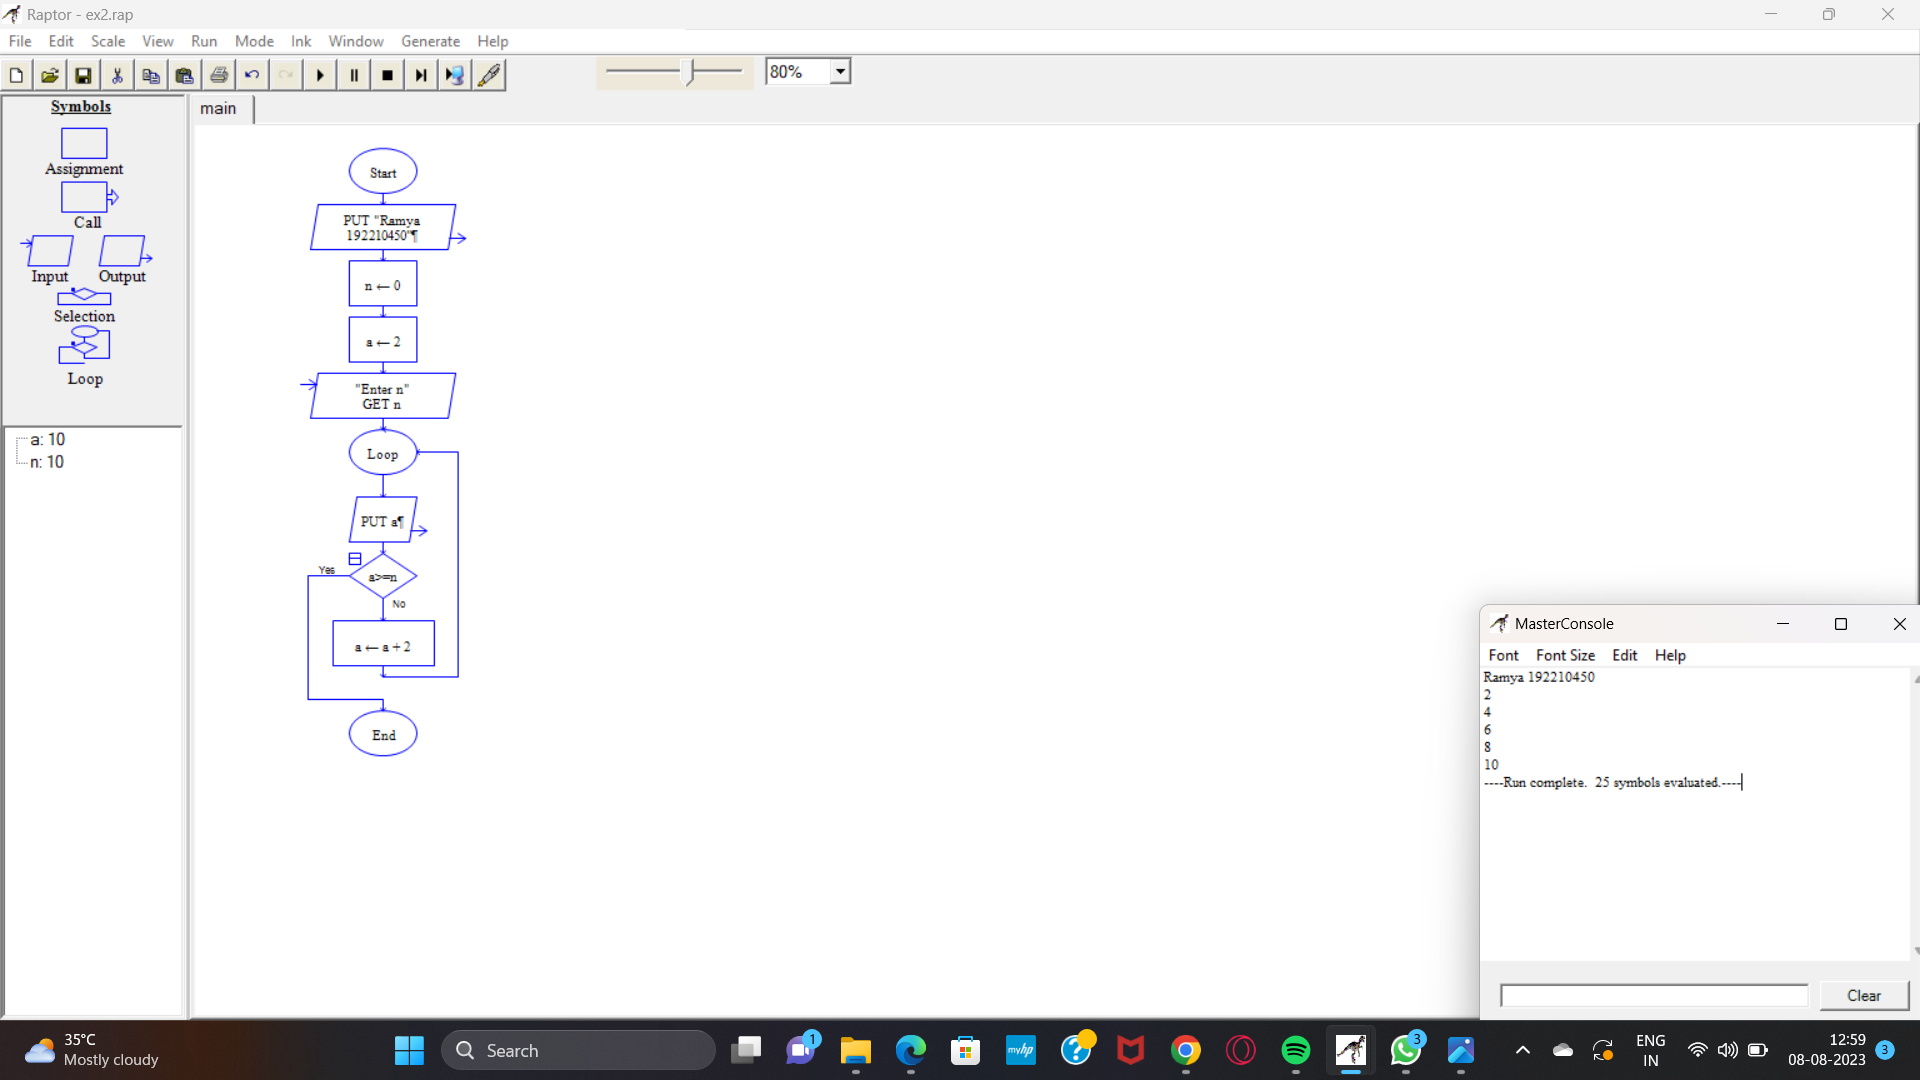 Raptor - ex2.rap
File Edit Scale View Run Mode Ink Window Generate Help
80%
Symbols
Assignment
Call
Input Output
Selection
Loop
a: 10
n: 10
main
Start
PUT "Ramya
192210450"¶
n ← 0
a ← 2
"Enter n"
GET n
Loop
PUT a¶
Yes
a>=n
No
a ← a + 2
End
MasterConsole
Font Font Size Edit Help
Ramya 192210450
2
4
6
8
10
----Run complete.  25 symbols evaluated.----
Clear
35°C
Mostly cloudy
Search
1
myhp
?
3
ENG
IN
12:59
08-08-2023
3